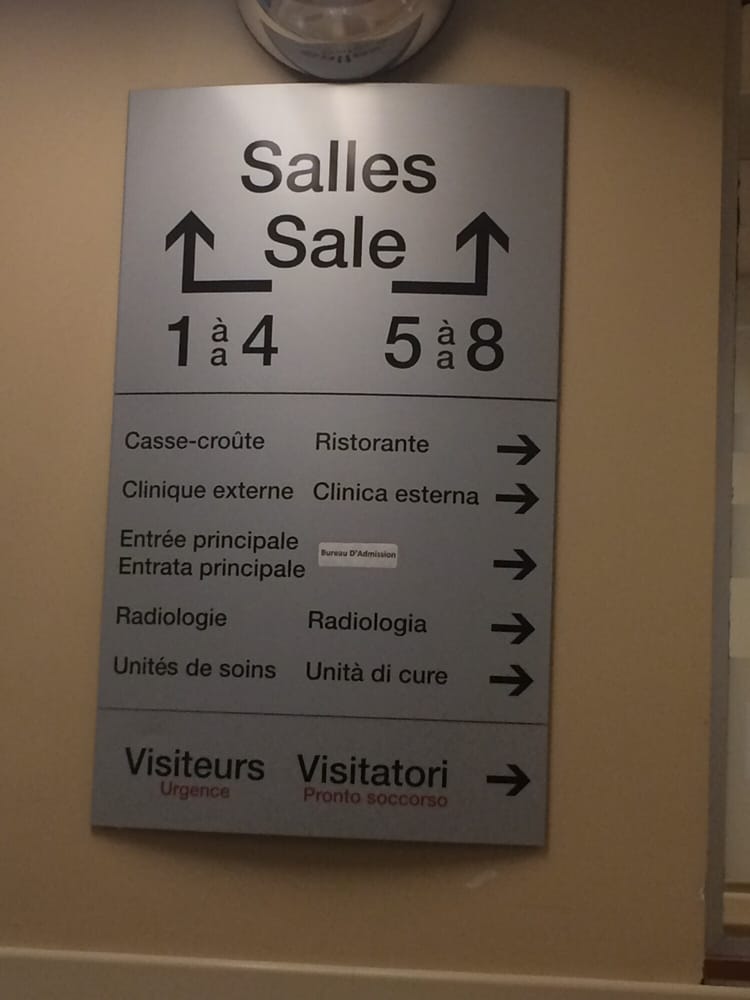 Salles
Sale
1 à a 4 5 à a 8
Casse-croûte Ristorante
Clinique externe Clinica esterna
Entrée principale
Entrata principale
Bureau D'Admission
Radiologie Radiologia
Unités de soins Unità di cure
Visiteurs Visitatori
Urgence Pronto soccorso